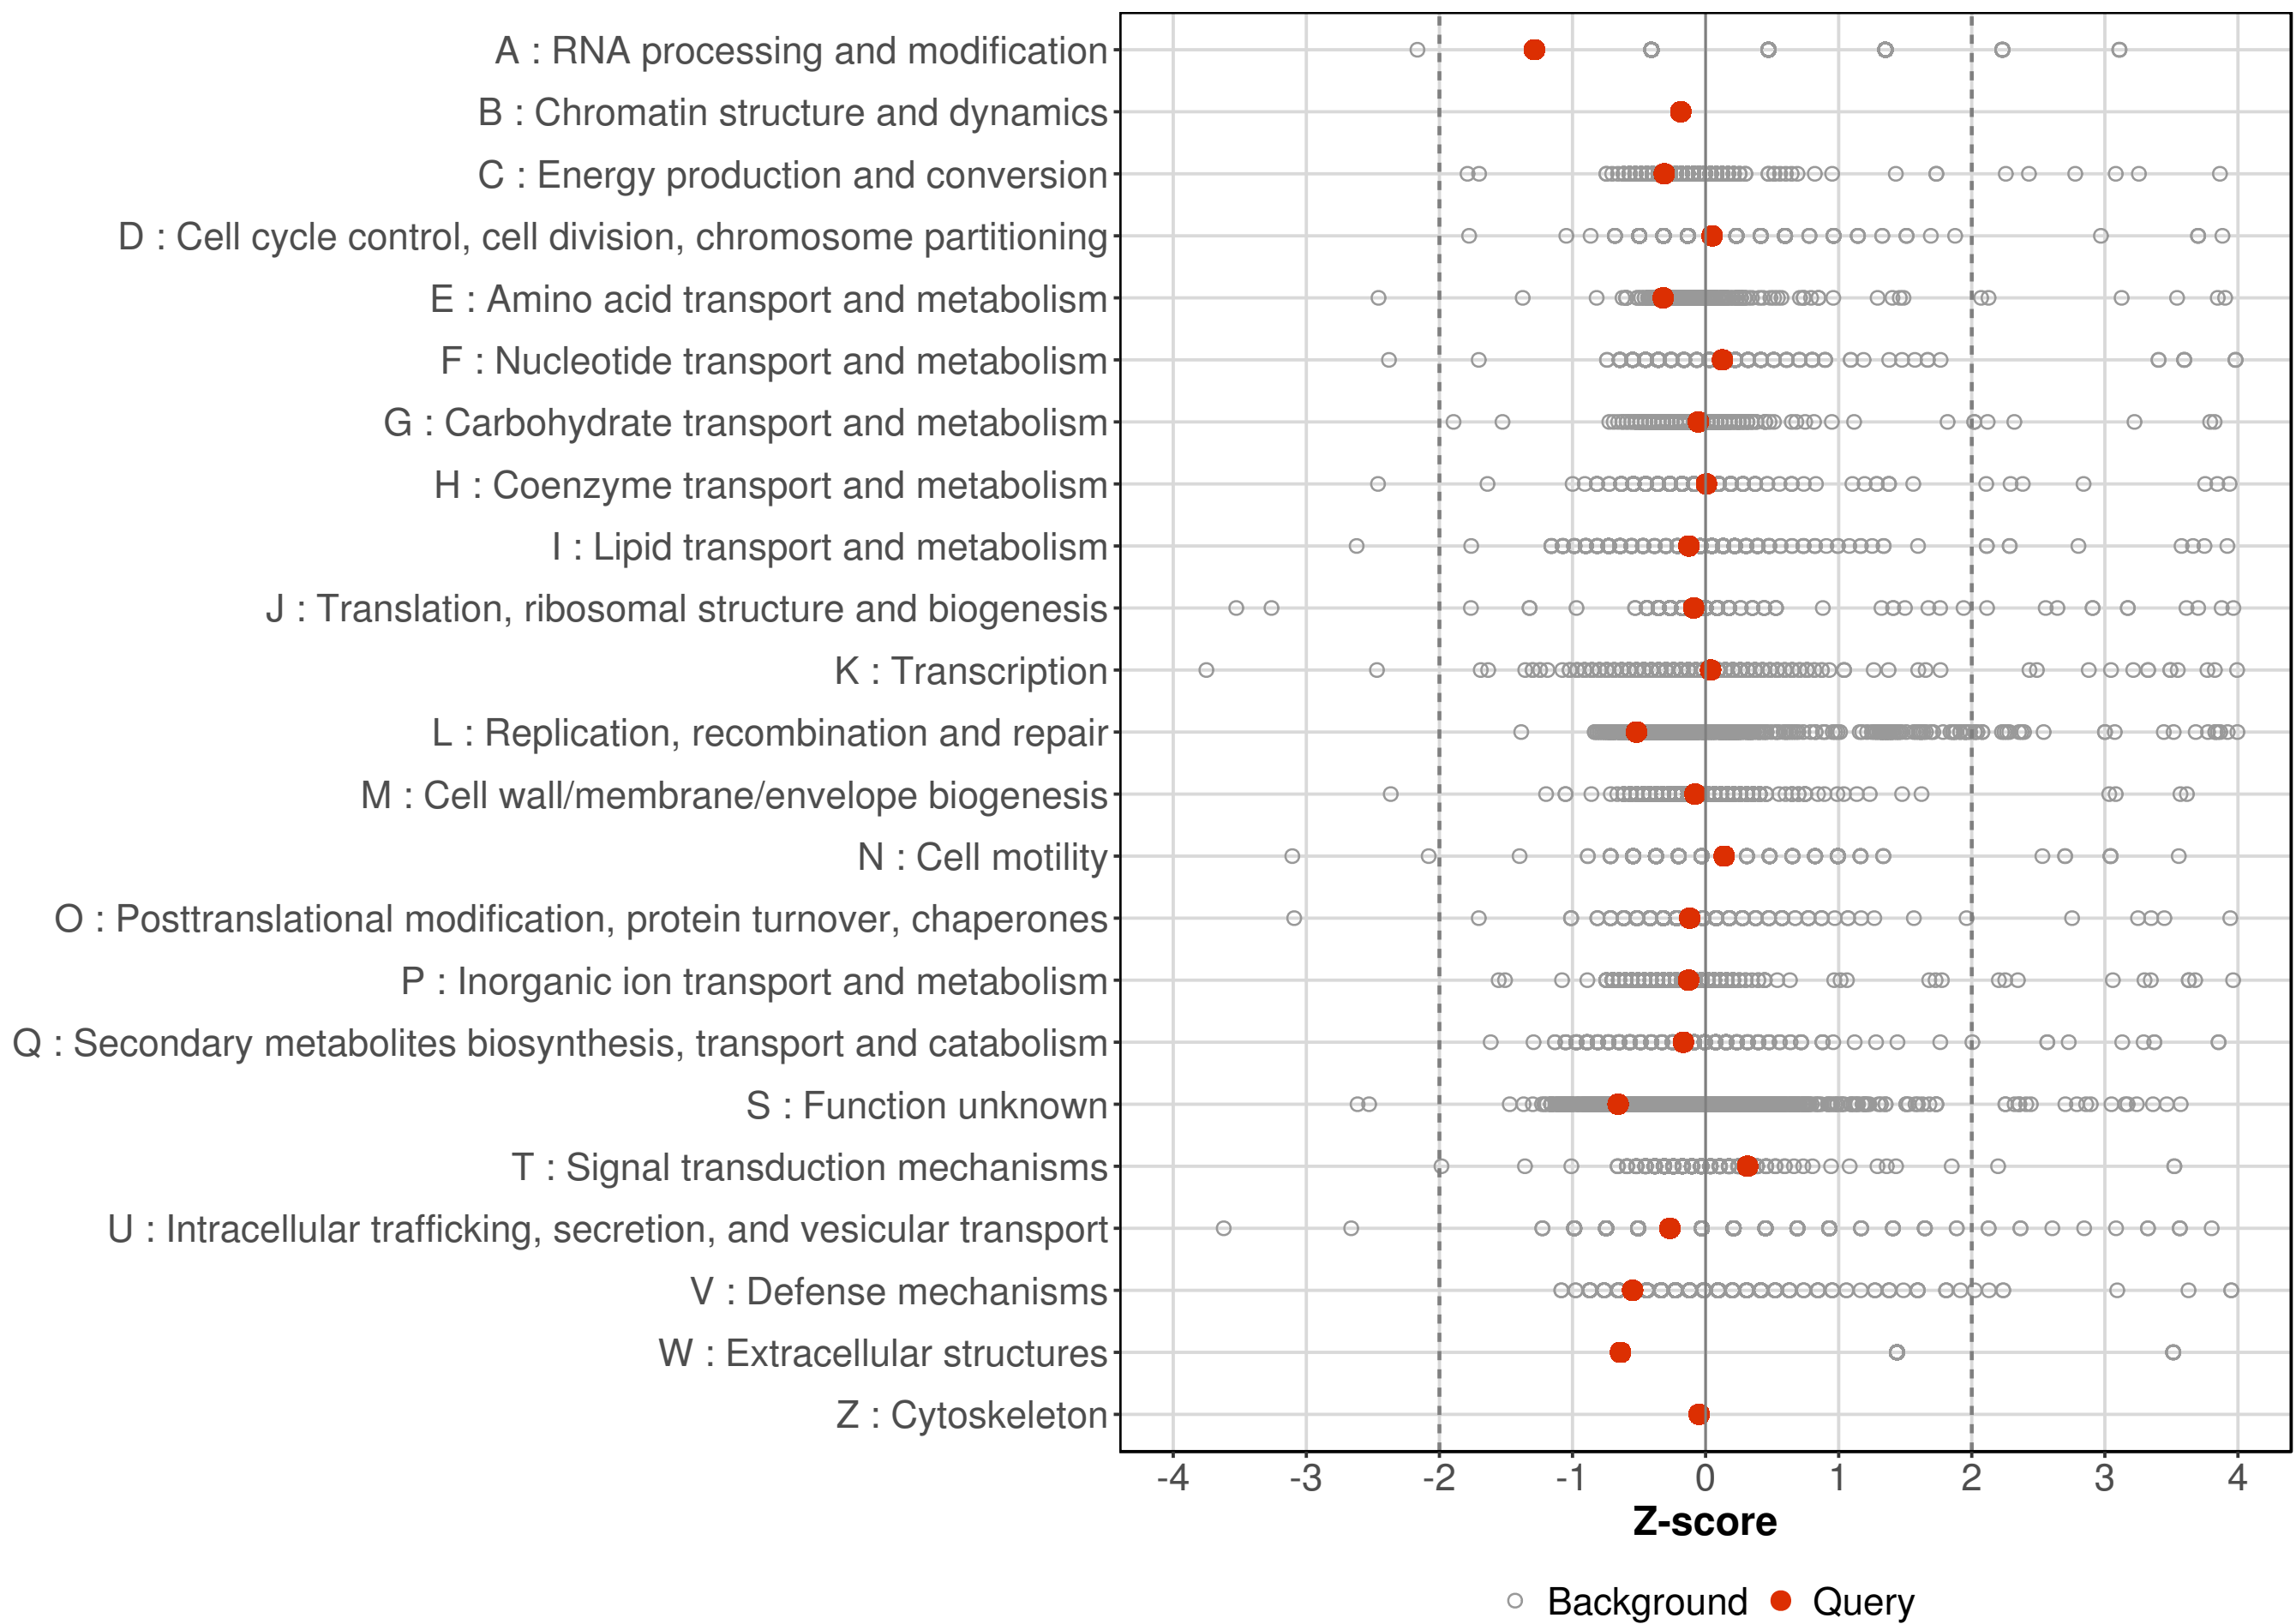 A : RNA processing and modification
B : Chromatin structure and dynamics
C : Energy production and conversion
D : Cell cycle control, cell division, chromosome partitioning
E : Amino acid transport and metabolism
F : Nucleotide transport and metabolism
G : Carbohydrate transport and metabolism
H : Coenzyme transport and metabolism
I : Lipid transport and metabolism
J : Translation, ribosomal structure and biogenesis
K : Transcription
L : Replication, recombination and repair
M : Cell wall/membrane/envelope biogenesis
N : Cell motility
O : Posttranslational modification, protein turnover, chaperones
P : Inorganic ion transport and metabolism
Q : Secondary metabolites biosynthesis, transport and catabolism
S : Function unknown
T : Signal transduction mechanisms
U : Intracellular trafficking, secretion, and vesicular transport
V : Defense mechanisms
W : Extracellular structures
Z : Cytoskeleton
-4 -3 -2 -1 0 1 2 3 4
Z-score
Background Query